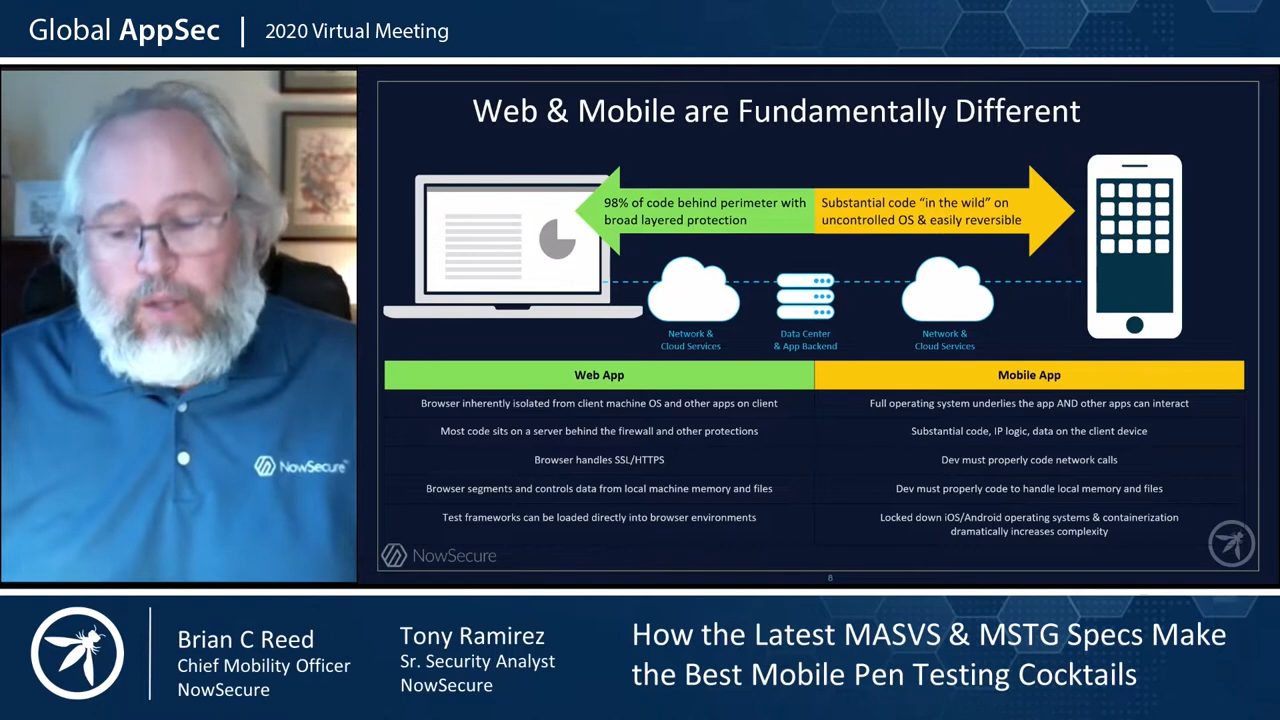 Global AppSec | 2020 Virtual Meeting
Web & Mobile are Fundamentally Different
98% of code behind perimeter with
broad layered protection
Substantial code “in the wild” on
uncontrolled OS & easily reversible
Network &
Cloud Services
Data Center
& App Backend
Network &
Cloud Services
Web App
Mobile App
Browser inherently isolated from client machine OS and other apps on client
Full operating system underlies the app AND other apps can interact
Most code sits on a server behind the firewall and other protections
Substantial code, IP logic, data on the client device
Browser handles SSL/HTTPS
Dev must properly code network calls
Browser segments and controls data from local machine memory and files
Dev must properly code to handle local memory and files
Test frameworks can be loaded directly into browser environments
Locked down iOS/Android operating systems & containerization
dramatically increases complexity
NowSecure
8
NowSecure
Brian C Reed
Chief Mobility Officer
NowSecure
Tony Ramirez
Sr. Security Analyst
NowSecure
How the Latest MASVS & MSTG Specs Make
the Best Mobile Pen Testing Cocktails